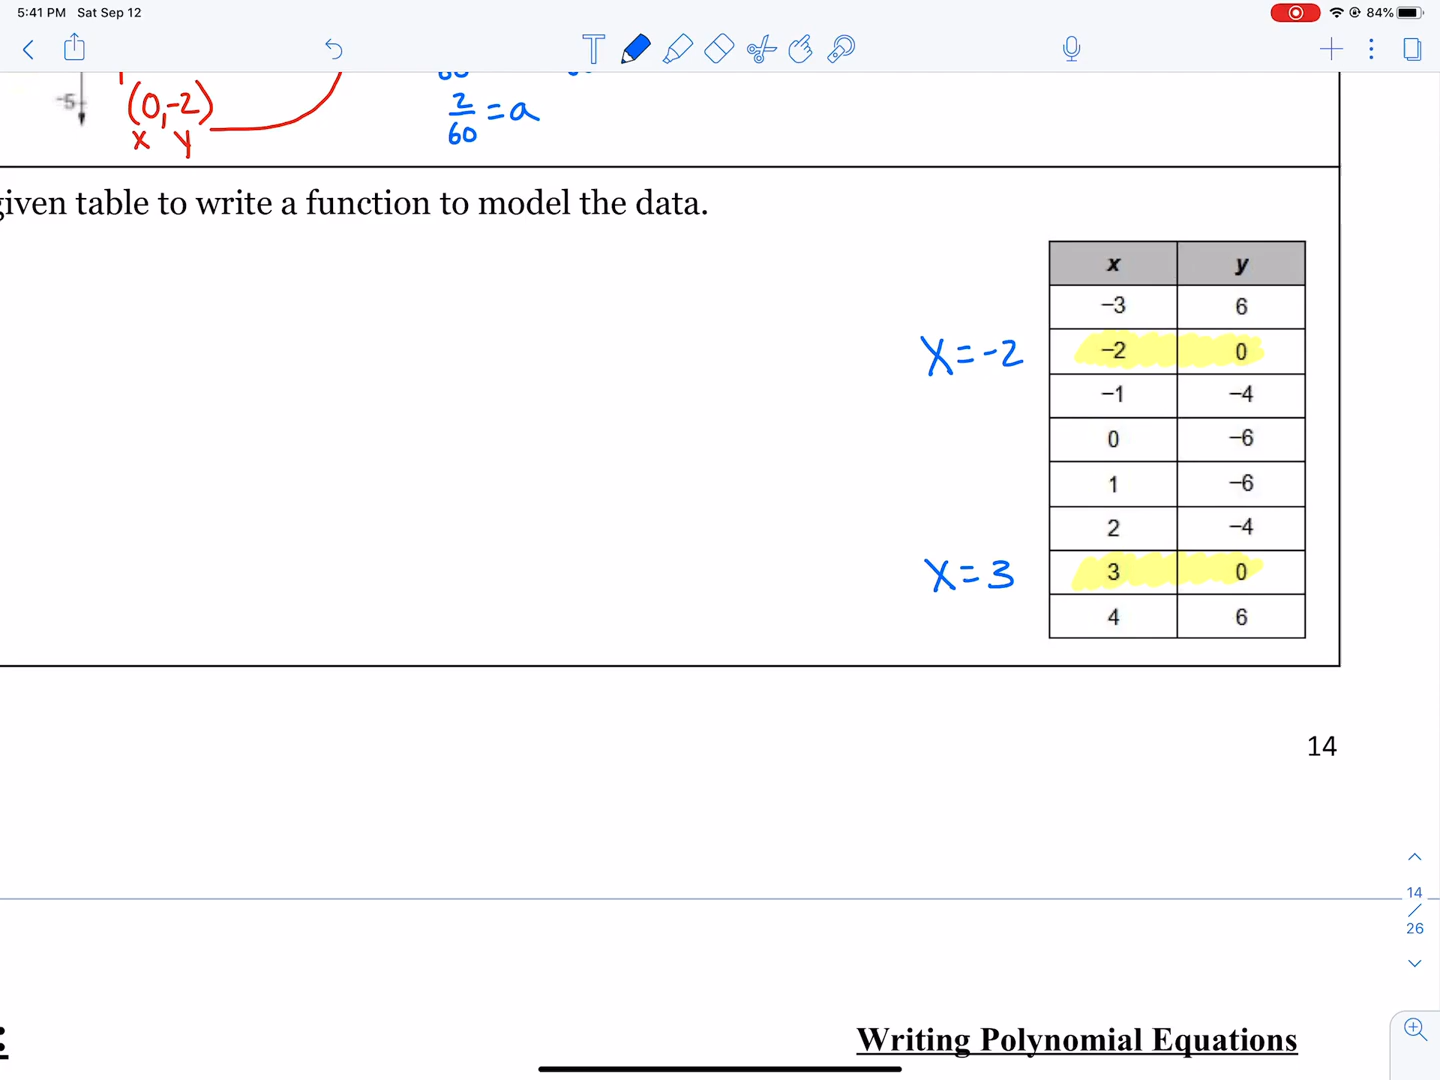 5:41 PM Sat Sep 12
84%
T
-5
(0,-2)
x y
2/60 = a
given table to write a function to model the data.
x y
−3 6
x=-2
−2 0
−1 −4
0 −6
1 −6
2 −4
x=3
3 0
4 6
14
14
/
26
:
Writing Polynomial Equations